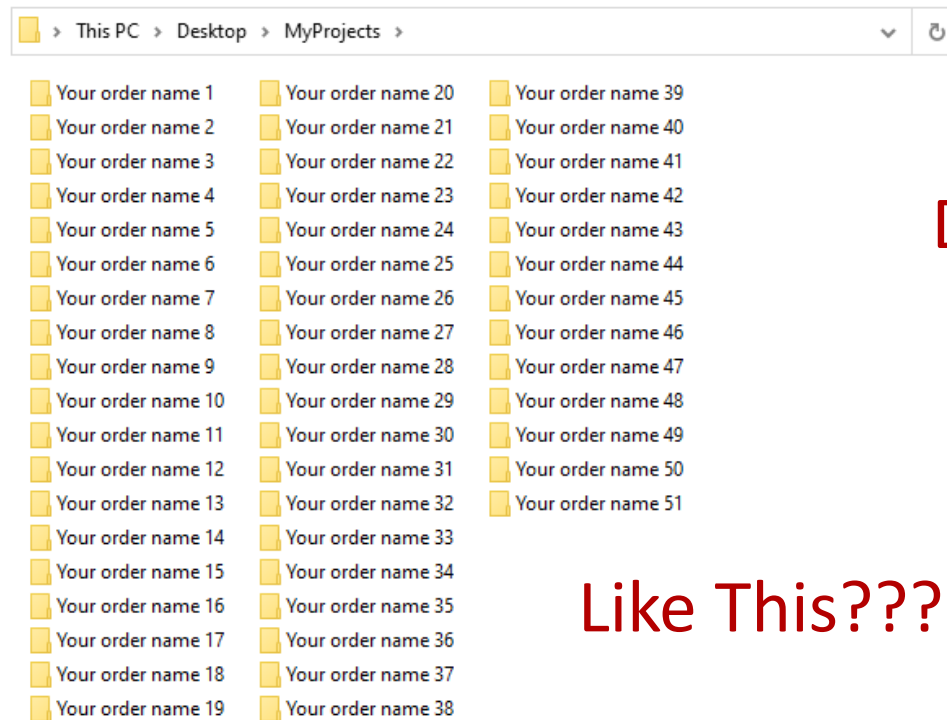 This PC > Desktop > MyProjects >
Your order name 1
Your order name 2
Your order name 3
Your order name 4
Your order name 5
Your order name 6
Your order name 7
Your order name 8
Your order name 9
Your order name 10
Your order name 11
Your order name 12
Your order name 13
Your order name 14
Your order name 15
Your order name 16
Your order name 17
Your order name 18
Your order name 19
Your order name 20
Your order name 21
Your order name 22
Your order name 23
Your order name 24
Your order name 25
Your order name 26
Your order name 27
Your order name 28
Your order name 29
Your order name 30
Your order name 31
Your order name 32
Your order name 33
Your order name 34
Your order name 35
Your order name 36
Your order name 37
Your order name 38
Your order name 39
Your order name 40
Your order name 41
Your order name 42
Your order name 43
Your order name 44
Your order name 45
Your order name 46
Your order name 47
Your order name 48
Your order name 49
Your order name 50
Your order name 51
Like This???